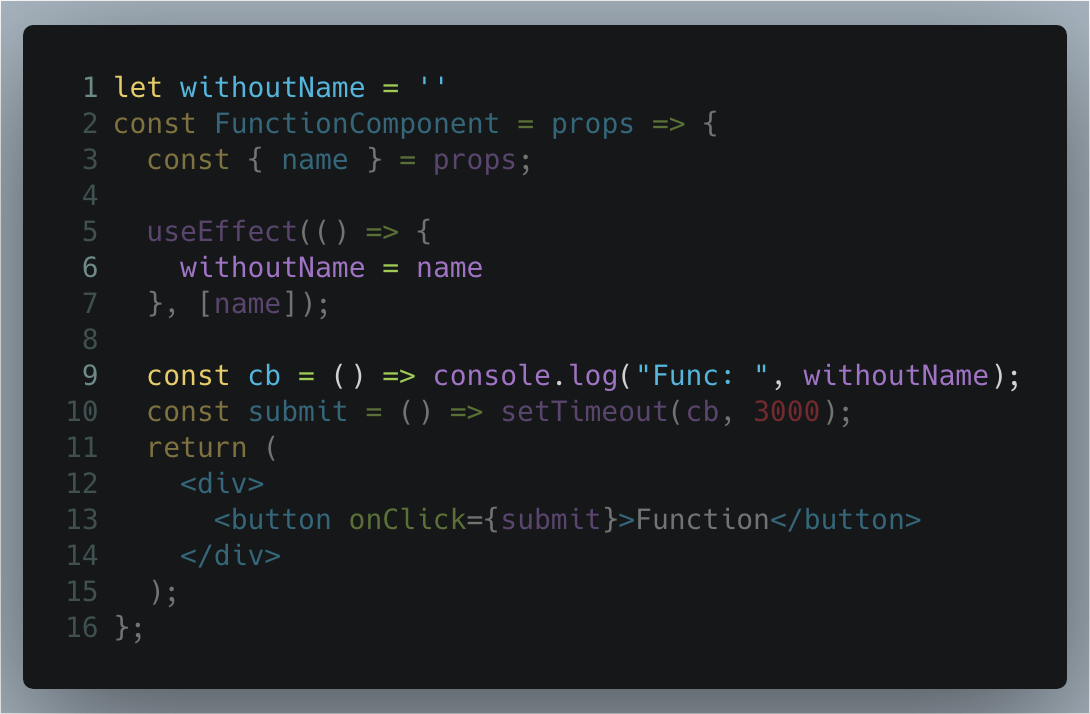 1 let withoutName = ''
2 const FunctionComponent = props => {
3   const { name } = props;
4
5   useEffect(() => {
6     withoutName = name
7   }, [name]);
8
9   const cb = () => console.log("Func: ", withoutName);
10   const submit = () => setTimeout(cb, 3000);
11   return (
12     <div>
13       <button onClick={submit}>Function</button>
14     </div>
15   );
16 };